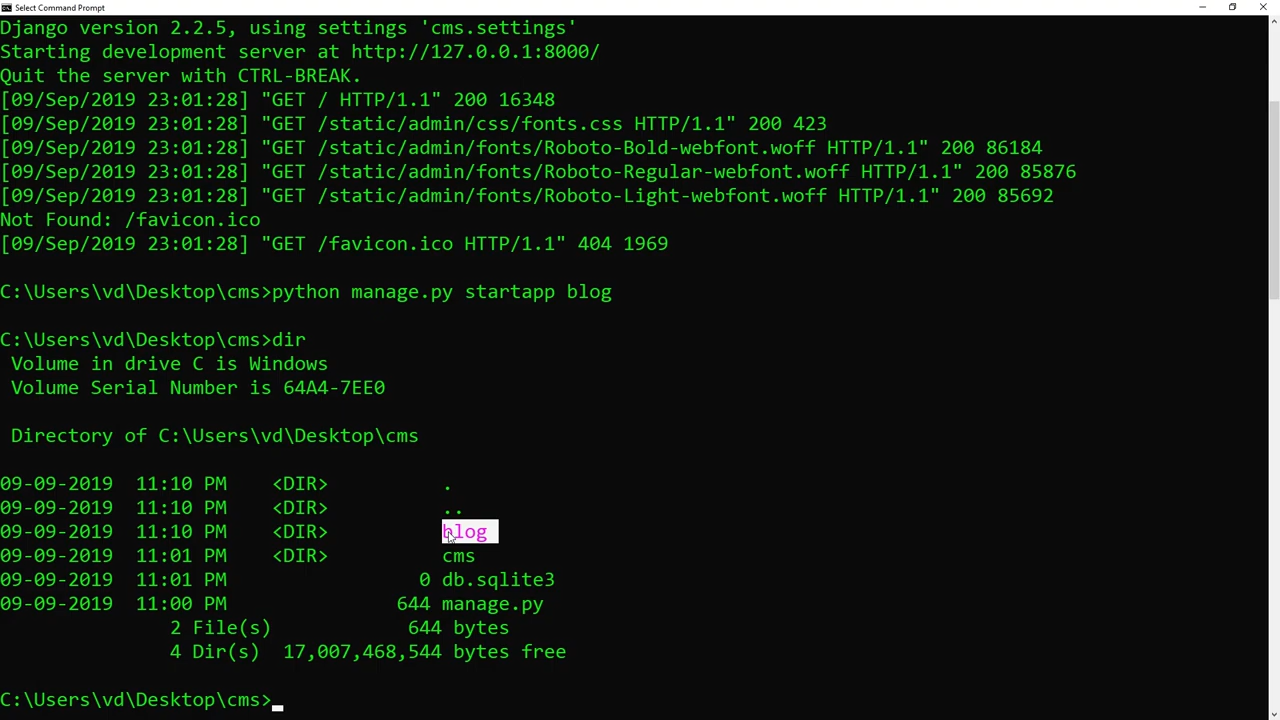 Select Command Prompt
Django version 2.2.5, using settings 'cms.settings'
Starting development server at http://127.0.0.1:8000/
Quit the server with CTRL-BREAK.
[09/Sep/2019 23:01:28] "GET / HTTP/1.1" 200 16348
[09/Sep/2019 23:01:28] "GET /static/admin/css/fonts.css HTTP/1.1" 200 423
[09/Sep/2019 23:01:28] "GET /static/admin/fonts/Roboto-Bold-webfont.woff HTTP/1.1" 200 86184
[09/Sep/2019 23:01:28] "GET /static/admin/fonts/Roboto-Regular-webfont.woff HTTP/1.1" 200 85876
[09/Sep/2019 23:01:28] "GET /static/admin/fonts/Roboto-Light-webfont.woff HTTP/1.1" 200 85692
Not Found: /favicon.ico
[09/Sep/2019 23:01:28] "GET /favicon.ico HTTP/1.1" 404 1969
C:\Users\vd\Desktop\cms>python manage.py startapp blog
C:\Users\vd\Desktop\cms>dir
Volume in drive C is Windows
Volume Serial Number is 64A4-7EE0
Directory of C:\Users\vd\Desktop\cms
09-09-2019  11:10 PM    <DIR>          .
09-09-2019  11:10 PM    <DIR>          ..
09-09-2019  11:10 PM    <DIR>          blog
09-09-2019  11:01 PM    <DIR>          cms
09-09-2019  11:01 PM                 0 db.sqlite3
09-09-2019  11:00 PM               644 manage.py
2 File(s)            644 bytes
4 Dir(s)  17,007,468,544 bytes free
C:\Users\vd\Desktop\cms>